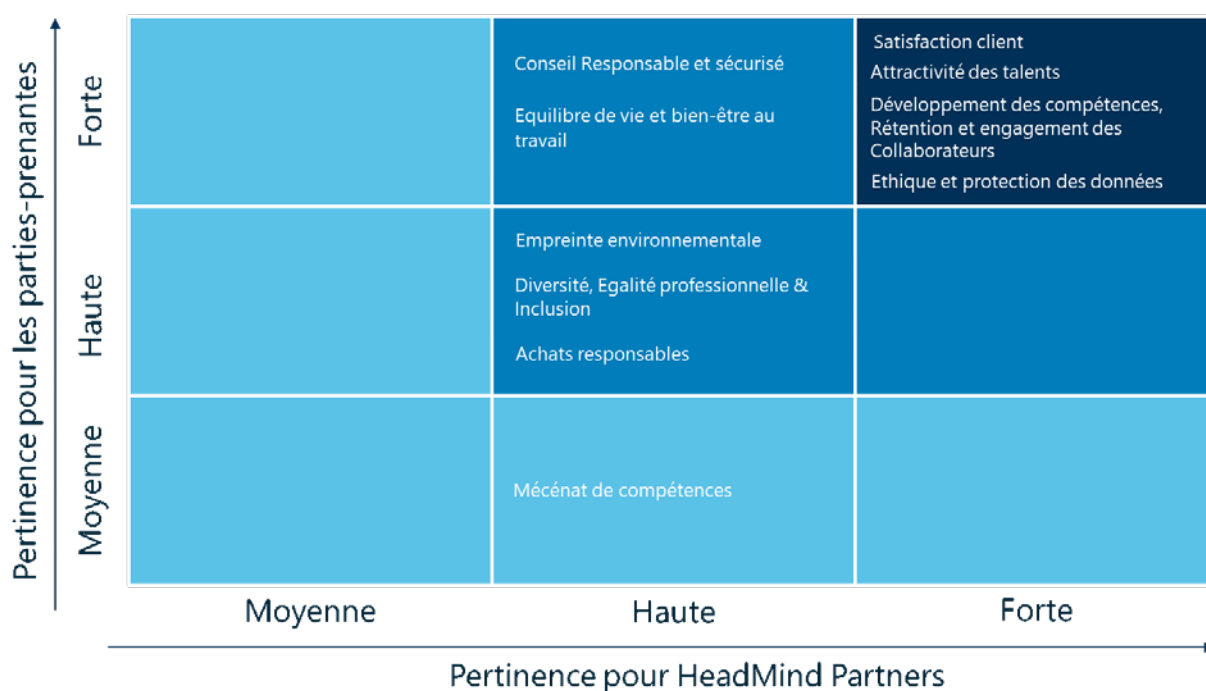 Pertinence pour les parties-prenantes
Forte
Conseil Responsable et sécurisé
Equilibre de vie et bien-être au
travail
Satisfaction client
Attractivité des talents
Développement des compétences,
Rétention et engagement des
Collaborateurs
Ethique et protection des données
Haute
Empreinte environnementale
Diversité, Egalité professionnelle &
Inclusion
Achats responsables
Moyenne
Mécénat de compétences
Moyenne
Haute
Forte
Pertinence pour HeadMind Partners